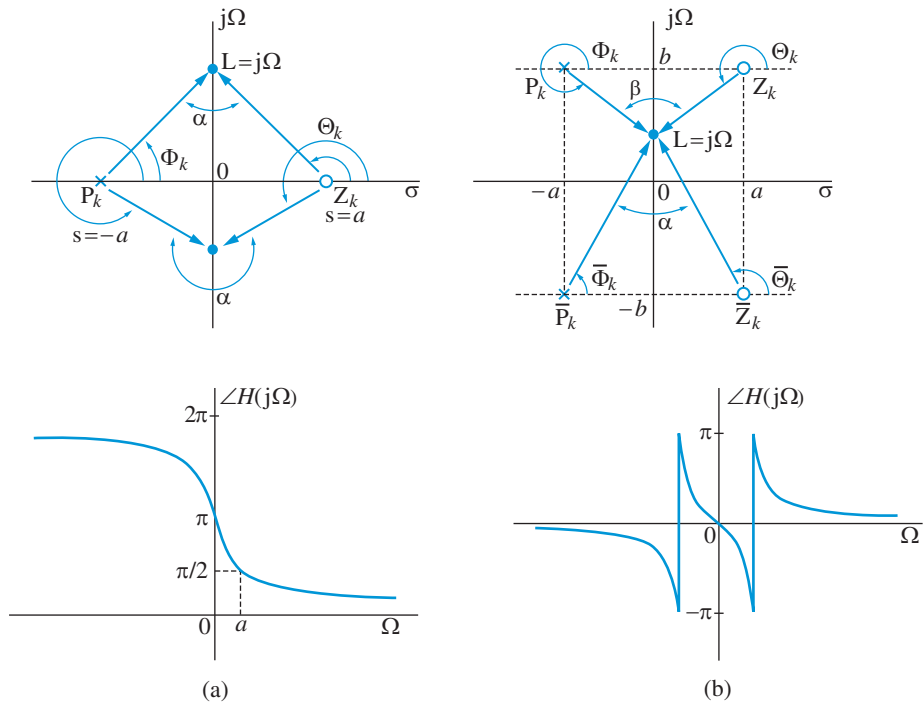 jΩ
L=jΩ
α
Θₖ
Φₖ
0
Pₖ
Zₖ
σ
s=−a
s=a
α
jΩ
Φₖ
b
Θₖ
Pₖ
β
Zₖ
L=jΩ
−a
0
a
σ
α
Φ̅ₖ
Θ̅ₖ
P̅ₖ
−b
Z̅ₖ
∠H(jΩ)
2π
π
π/2
0
a
Ω
(a)
∠H(jΩ)
π
0
Ω
−π
(b)